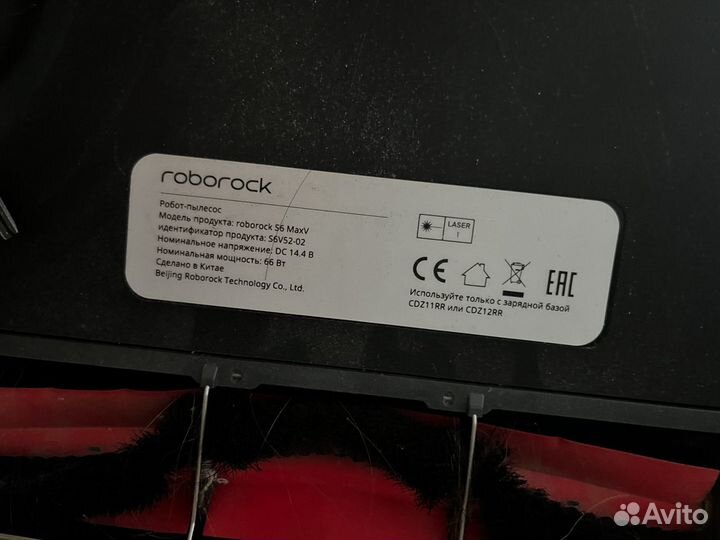 roborock
Робот-пылесос
Модель продукта: roborock S6 MaxV
идентификатор продукта: S6V52-02
Номинальное напряжение: DC 14.4 В
Номинальная мощность: 66 Вт
Сделано в Китае
Beijing Roborock Technology Co., Ltd.
LASER
1
CE
EAC
Используйте только с зарядной базой
CDZ11RR или CDZ12RR
Avito